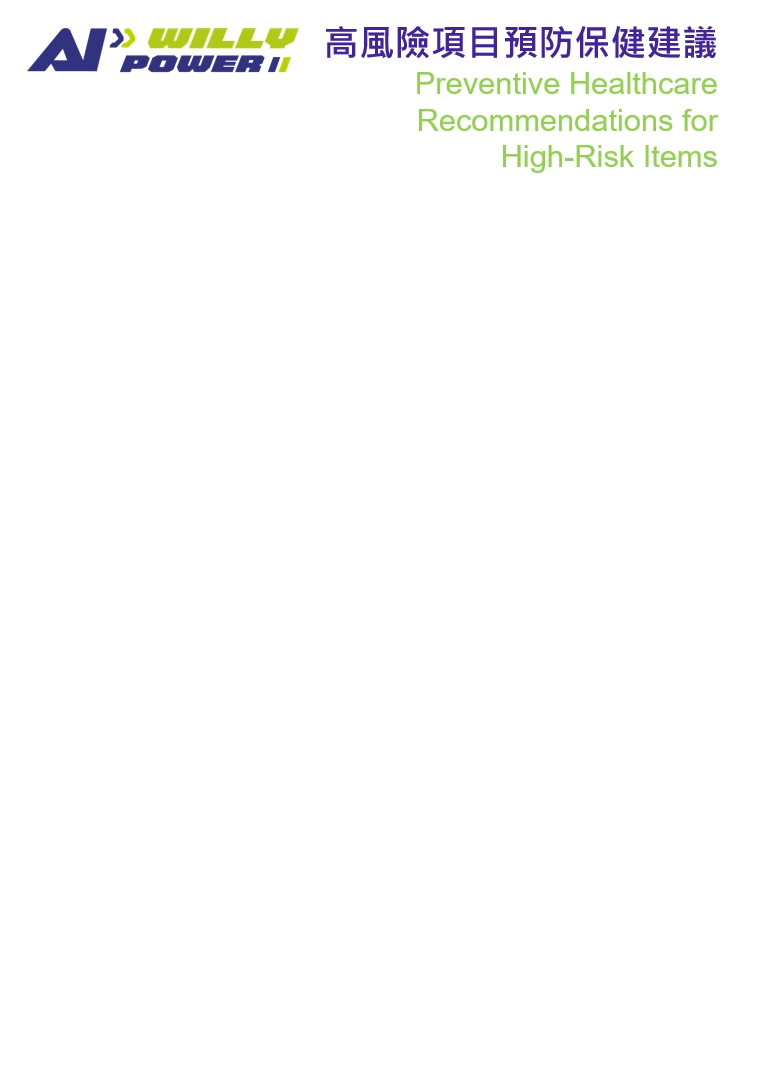 AI WILLY
POWER II
高風險項目預防保健建議
Preventive Healthcare
Recommendations for
High-Risk Items